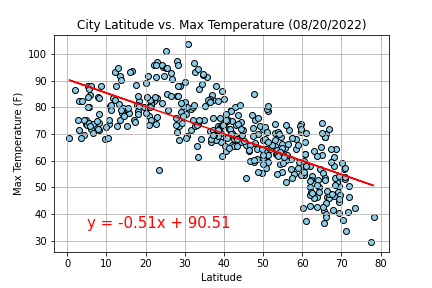 City Latitude vs. Max Temperature (08/20/2022)
Max Temperature (F)
100
90
80
70
60
50
40
30
y = -0.51x + 90.51
0 10 20 30 40 50 60 70 80
Latitude